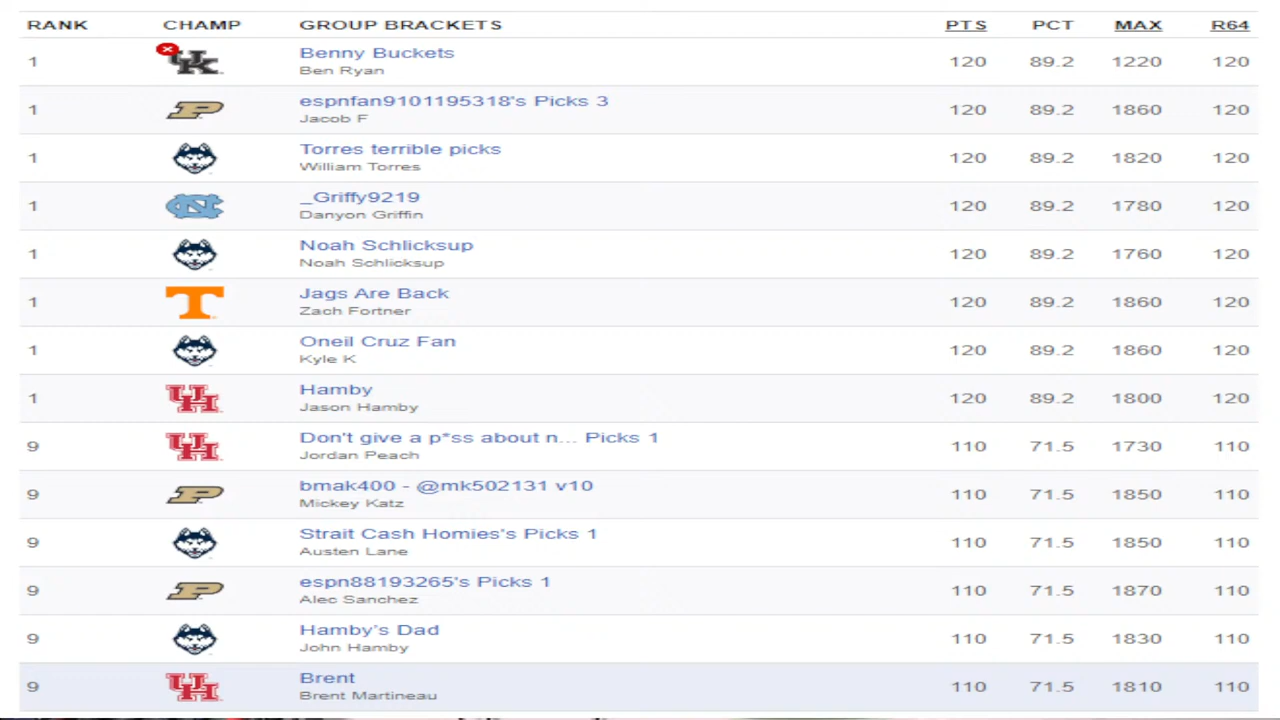 RANK CHAMP GROUP BRACKETS PTS PCT MAX R64
1 UK Benny Buckets 120 89.2 1220 120
Ben Ryan
1 P espnfan9101195318's Picks 3 120 89.2 1860 120
Jacob F
1 Torres terrible picks 120 89.2 1820 120
William Torres
1 NC _Griffy9219 120 89.2 1780 120
Danyon Griffin
1 Noah Schlicksup 120 89.2 1760 120
Noah Schlicksup
1 T Jags Are Back 120 89.2 1860 120
Zach Fortner
1 Oneil Cruz Fan 120 89.2 1860 120
Kyle K
1 UH Hamby 120 89.2 1800 120
Jason Hamby
9 UH Don't give a p*ss about n... Picks 1 110 71.5 1730 110
Jordan Peach
9 P bmak400 - @mk502131 v10 110 71.5 1850 110
Mickey Katz
9 Strait Cash Homies's Picks 1 110 71.5 1850 110
Austen Lane
9 P espn88193265's Picks 1 110 71.5 1870 110
Alec Sanchez
9 Hamby's Dad 110 71.5 1830 110
John Hamby
9 UH Brent 110 71.5 1810 110
Brent Martineau